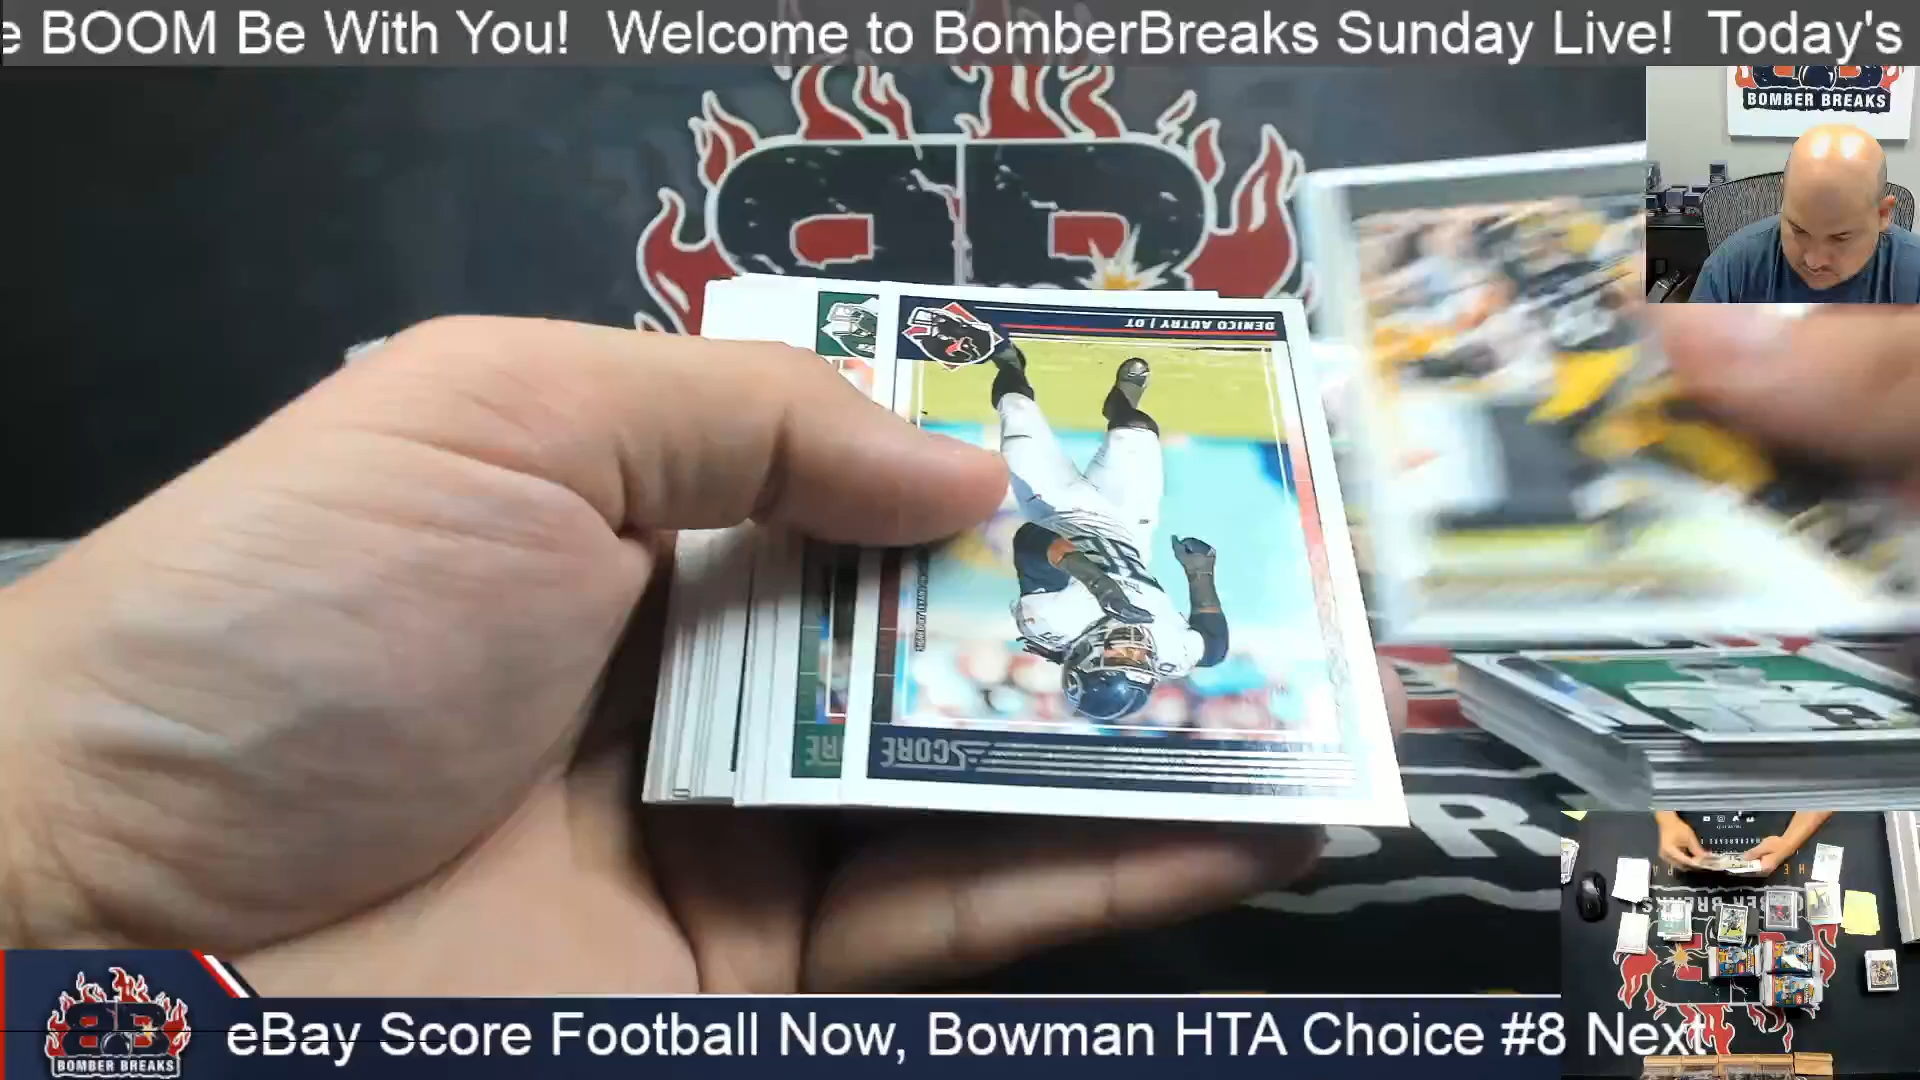 e BOOM Be With You! Welcome to BomberBreaks Sunday Live! Today's
BOMBER BREAKS
DENICO AUTRY | DT
SCORE
RE
BOMBER BREAKS
eBay Score Football Now, Bowman HTA Choice #8 Next